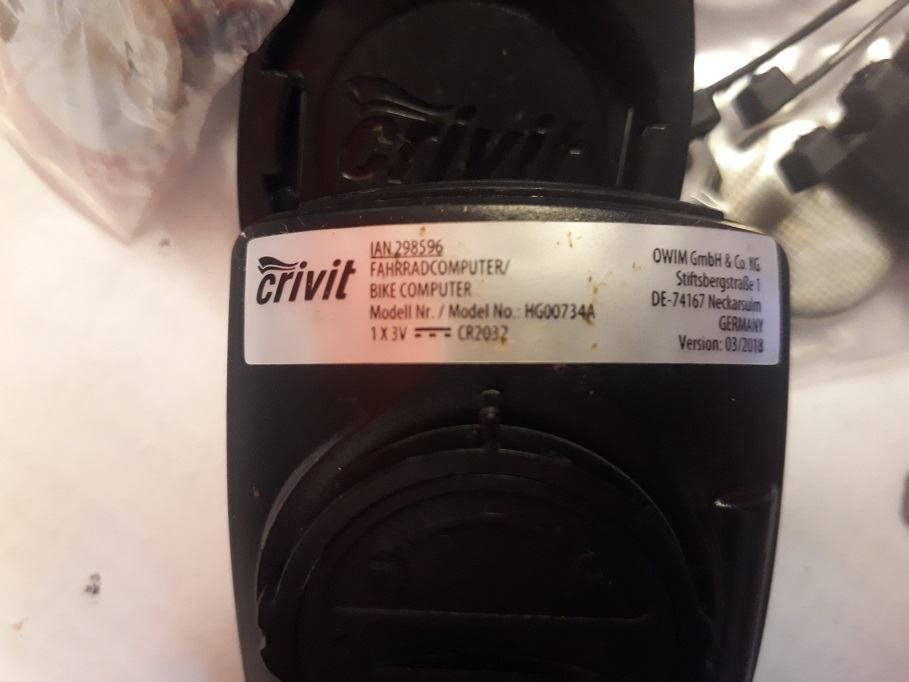 crivit
crivit
IAN 298596
FAHRRADCOMPUTER/
BIKE COMPUTER
Modell Nr. / Model No.: HG00734A
1 X 3V CR2032
OWIM GmbH & Co. KG
Stiftsbergstraße 1
DE-74167 Neckarsulm
GERMANY
Version: 03/2018